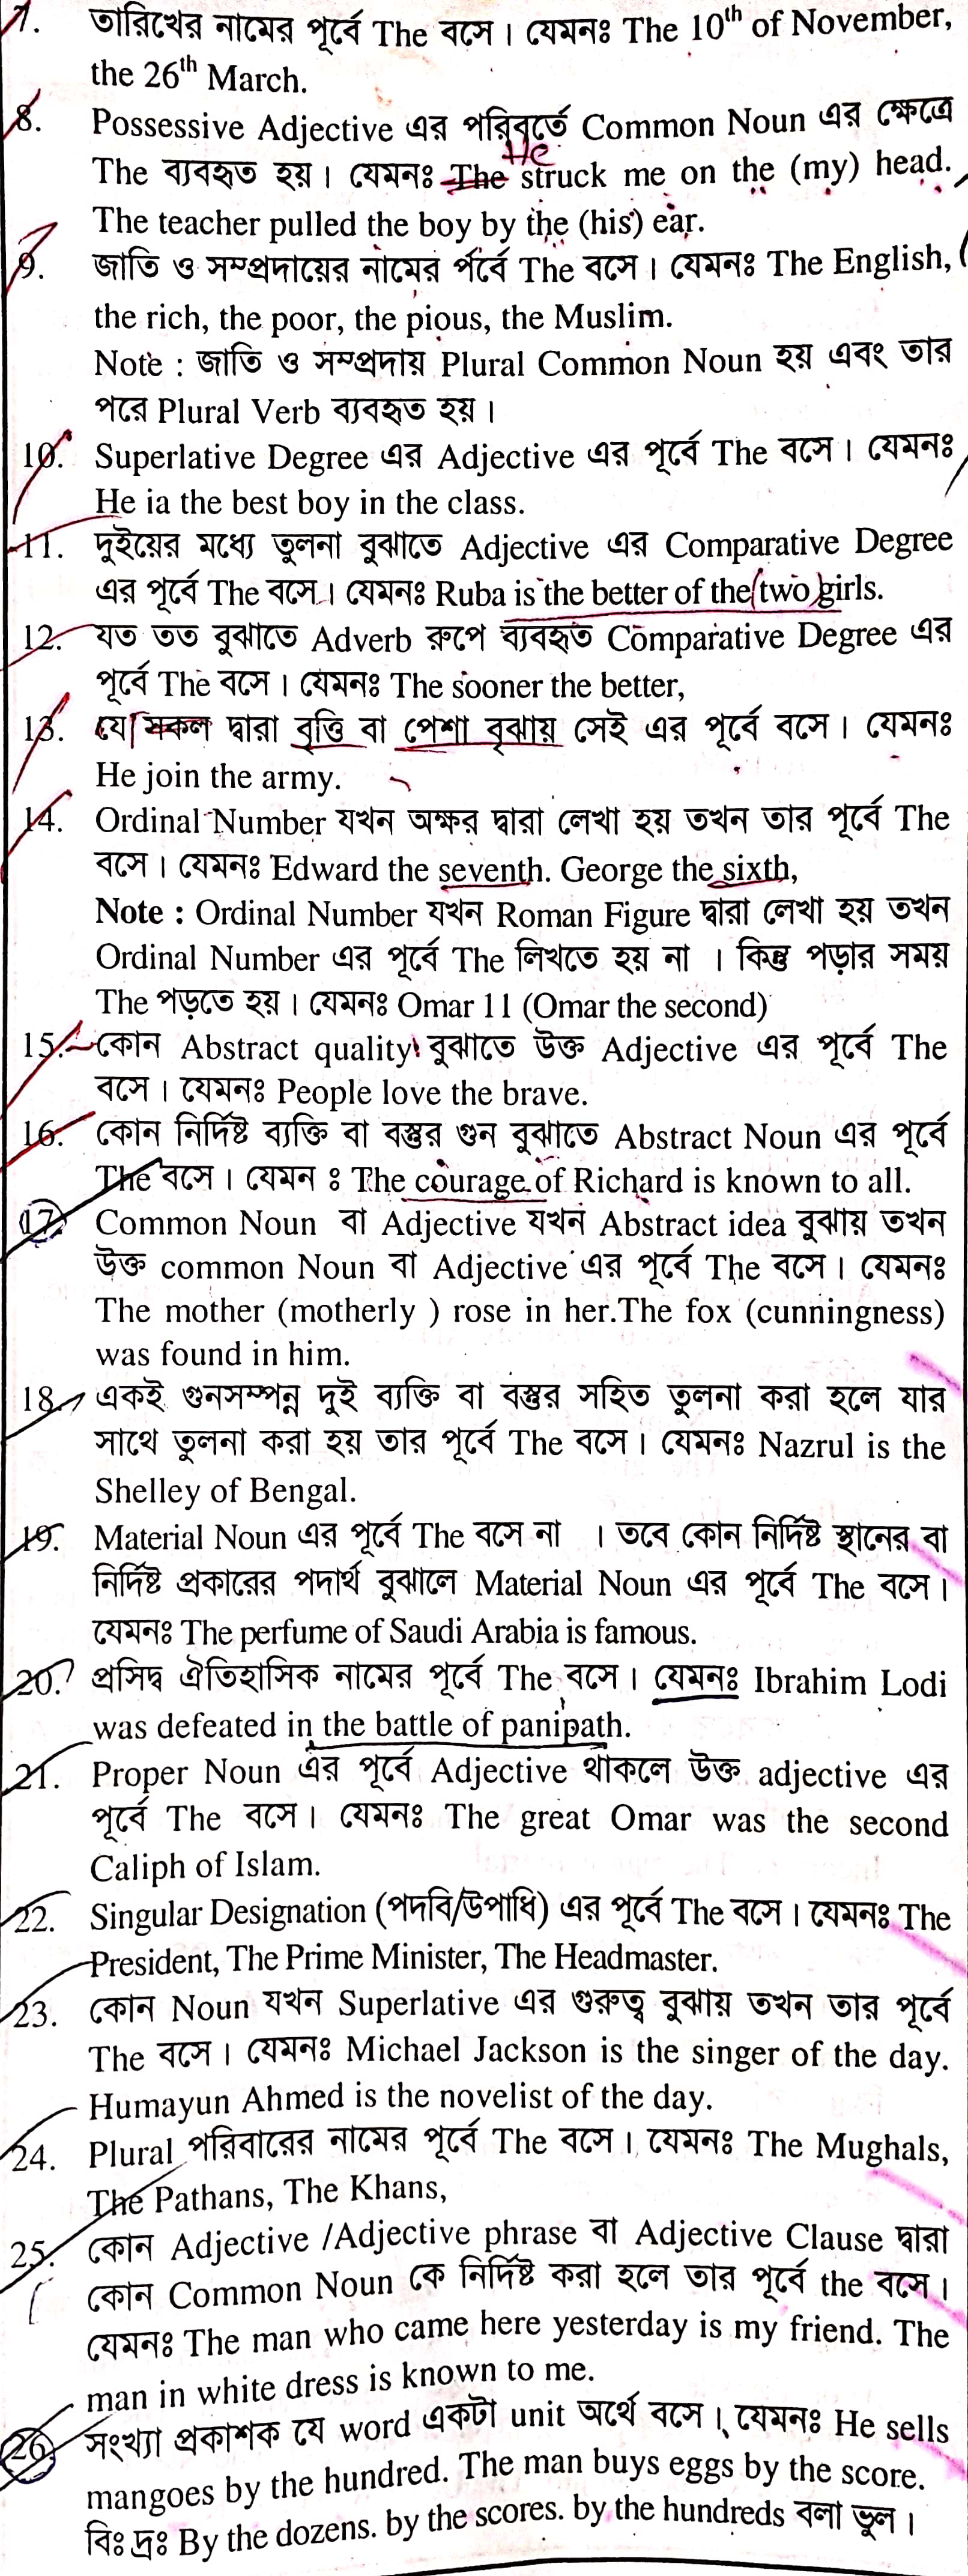 7. তারিখের নামের পূর্বে The বসে। যেমনঃ The 10th of November,
the 26th March.
8. Possessive Adjective এর পরিবর্তে Common Noun এর ক্ষেত্রে
He
The ব্যবহৃত হয়। যেমনঃ The struck me on the (my) head.
The teacher pulled the boy by the (his) ear.
9. জাতি ও সম্প্রদায়ের নামের র্পবে The বসে। যেমনঃ The English,
the rich, the poor, the pious, the Muslim.
Note : জাতি ও সম্প্রদায় Plural Common Noun হয় এবং তার
পরে Plural Verb ব্যবহৃত হয়।
10. Superlative Degree এর Adjective এর পূর্বে The বসে। যেমনঃ
He ia the best boy in the class.
11. দুইয়ের মধ্যে তুলনা বুঝাতে Adjective এর Comparative Degree
এর পূর্বে The বসে। যেমনঃ Ruba is the better of the (two) girls.
12. যত তত বুঝাতে Adverb রুপে ব্যবহৃত Comparative Degree এর
পূর্বে The বসে। যেমনঃ The sooner the better,
13. যে সকল দ্বারা বৃত্তি বা পেশা বৃঝায় সেই এর পূর্বে বসে। যেমনঃ
He join the army.
14. Ordinal Number যখন অক্ষর দ্বারা লেখা হয় তখন তার পূর্বে The
বসে। যেমনঃ Edward the seventh. George the sixth,
Note : Ordinal Number যখন Roman Figure দ্বারা লেখা হয় তখন
Ordinal Number এর পূর্বে The লিখতে হয় না । কিন্তু পড়ার সময়
The পড়তে হয়। যেমনঃ Omar 11 (Omar the second)
15. কোন Abstract quality বুঝাতে উক্ত Adjective এর পূর্বে The
বসে। যেমনঃ People love the brave.
16. কোন নির্দিষ্ট ব্যক্তি বা বস্তুর গুন বুঝাতে Abstract Noun এর পূর্বে
The বসে। যেমন ঃ The courage of Richard is known to all.
17. Common Noun বা Adjective যখন Abstract idea বুঝায় তখন
উক্ত common Noun বা Adjective এর পূর্বে The বসে। যেমনঃ
The mother (motherly ) rose in her.The fox (cunningness)
was found in him.
18. একই গুনসম্পন্ন দুই ব্যক্তি বা বস্তুর সহিত তুলনা করা হলে যার
সাথে তুলনা করা হয় তার পূর্বে The বসে। যেমনঃ Nazrul is the
Shelley of Bengal.
19. Material Noun এর পূর্বে The বসে না । তবে কোন নির্দিষ্ট স্থানের বা
নির্দিষ্ট প্রকারের পদার্থ বুঝালে Material Noun এর পূর্বে The বসে।
যেমনঃ The perfume of Saudi Arabia is famous.
20. প্রসিদ্ব ঐতিহাসিক নামের পূর্বে The বসে। যেমনঃ Ibrahim Lodi
was defeated in the battle of panipath.
21. Proper Noun এর পূর্বে Adjective থাকলে উক্ত adjective এর
পূর্বে The বসে। যেমনঃ The great Omar was the second
Caliph of Islam.
22. Singular Designation (পদবি/উপাধি) এর পূর্বে The বসে। যেমনঃ The
President, The Prime Minister, The Headmaster.
23. কোন Noun যখন Superlative এর গুরুত্ব বুঝায় তখন তার পূর্বে
The বসে। যেমনঃ Michael Jackson is the singer of the day.
Humayun Ahmed is the novelist of the day.
24. Plural পরিবারের নামের পূর্বে The বসে। যেমনঃ The Mughals,
The Pathans, The Khans,
25. কোন Adjective /Adjective phrase বা Adjective Clause দ্বারা
কোন Common Noun কে নির্দিষ্ট করা হলে তার পূর্বে the বসে।
যেমনঃ The man who came here yesterday is my friend. The
man in white dress is known to me.
26. সংখ্যা প্রকাশক যে word একটা unit অর্থে বসে। যেমনঃ He sells
mangoes by the hundred. The man buys eggs by the score.
বিঃ দ্রঃ By the dozens. by the scores. by the hundreds বলা ভুল।